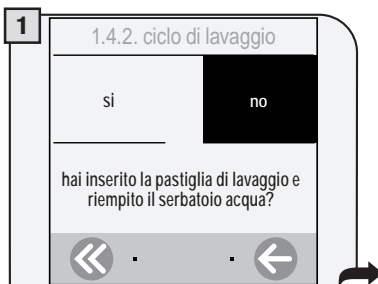 1
1.4.2. ciclo di lavaggio
si no
hai inserito la pastiglia di lavaggio e
riempito il serbatoio acqua?